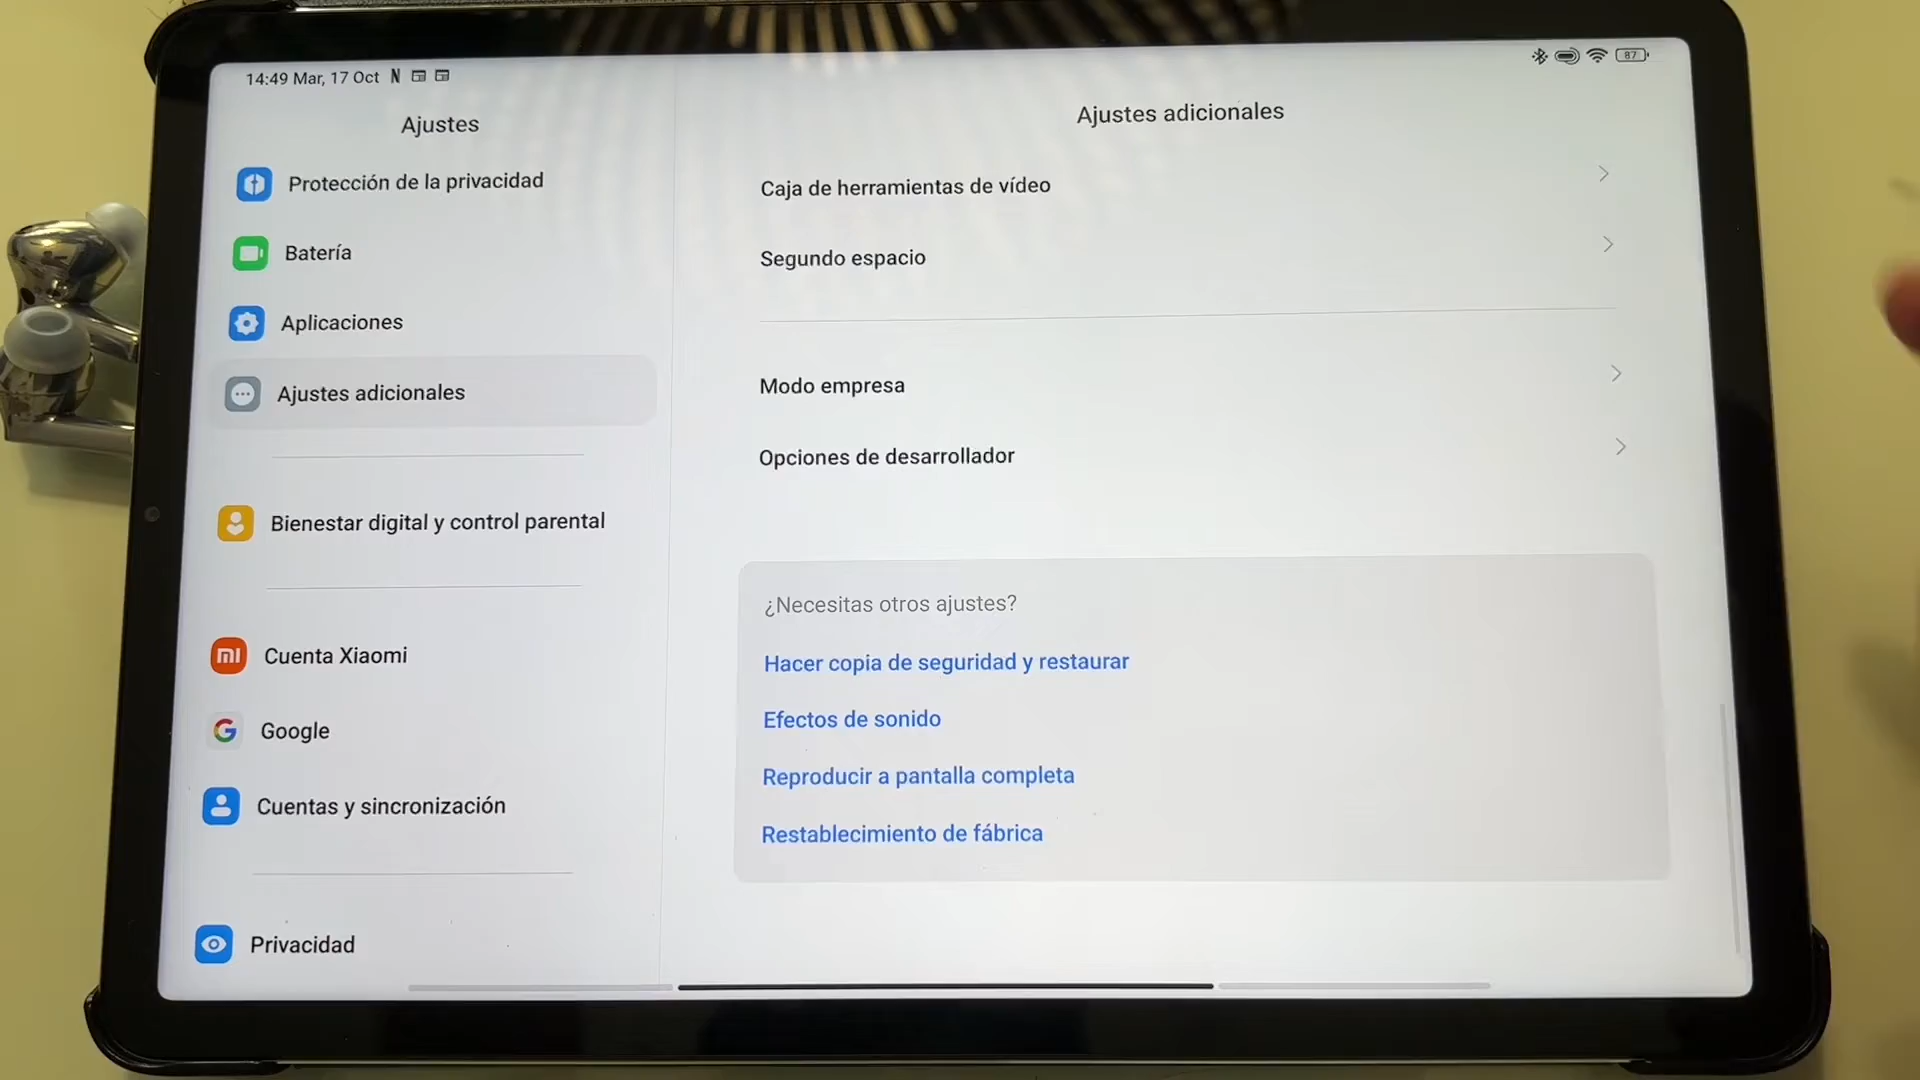 14:49 Mar, 17 Oct N
87
Ajustes
Protección de la privacidad
Batería
Aplicaciones
Ajustes adicionales
Bienestar digital y control parental
mi
Cuenta Xiaomi
G
Google
Cuentas y sincronización
Privacidad
Ajustes adicionales
Caja de herramientas de vídeo
Segundo espacio
Modo empresa
Opciones de desarrollador
¿Necesitas otros ajustes?
Hacer copia de seguridad y restaurar
Efectos de sonido
Reproducir a pantalla completa
Restablecimiento de fábrica